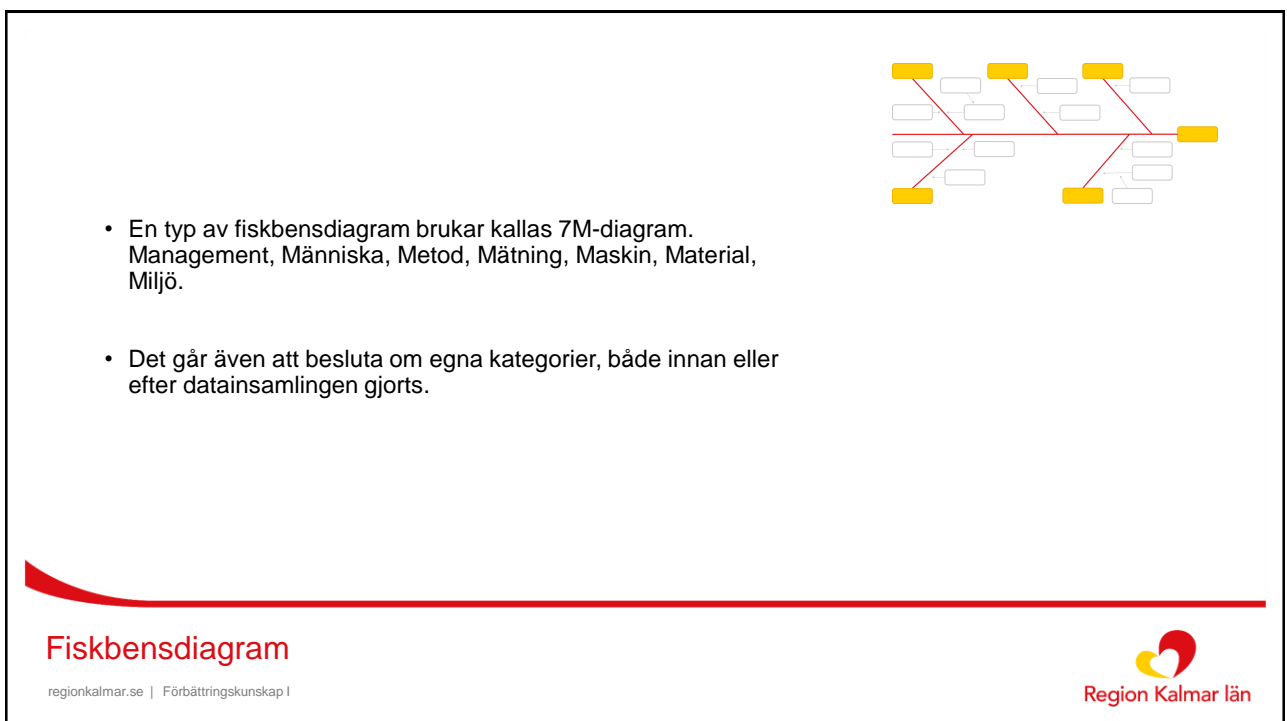 • En typ av fiskbensdiagram brukar kallas 7M-diagram.
Management, Människa, Metod, Mätning, Maskin, Material,
Miljö.
• Det går även att besluta om egna kategorier, både innan eller
efter datainsamlingen gjorts.
Fiskbensdiagram
regionkalmar.se | Förbättringskunskap I
Region Kalmar län